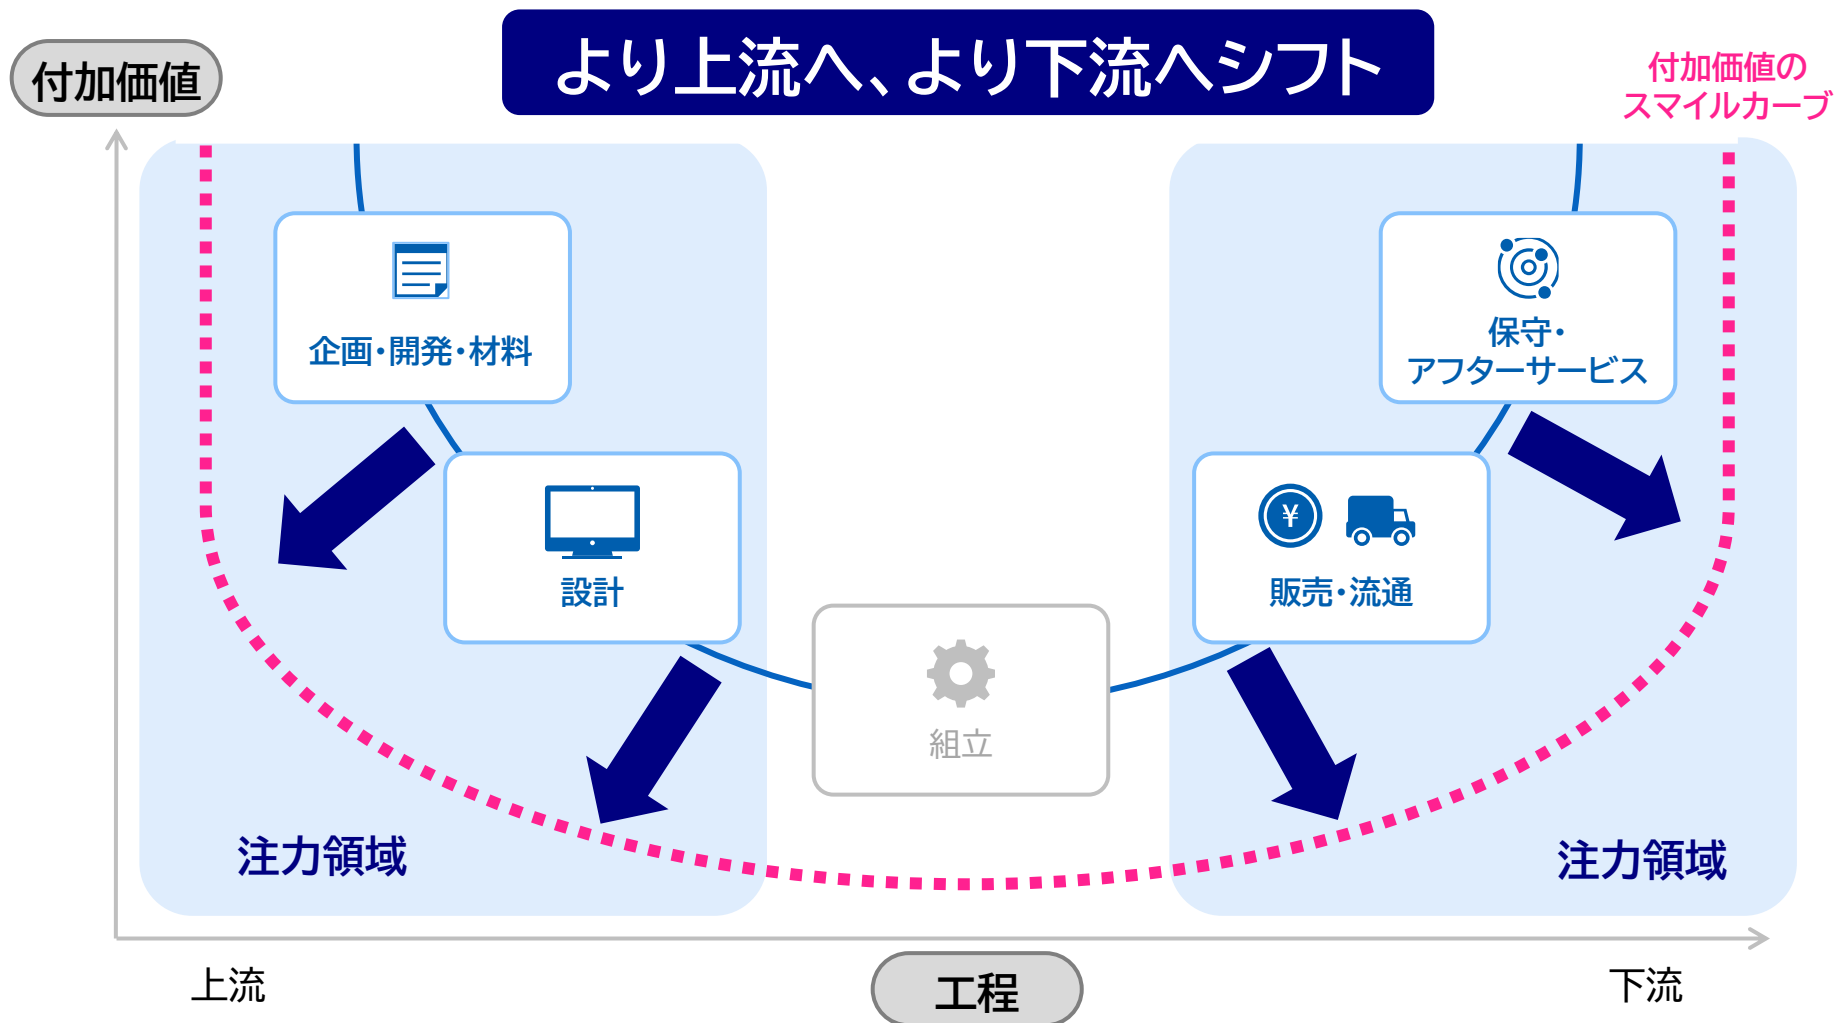 より上流へ、より下流へシフト
付加価値
付加価値の
スマイルカーブ
企画・開発・材料
保守・
アフターサービス
設計
¥
販売・流通
組立
注力領域
注力領域
上流
工程
下流